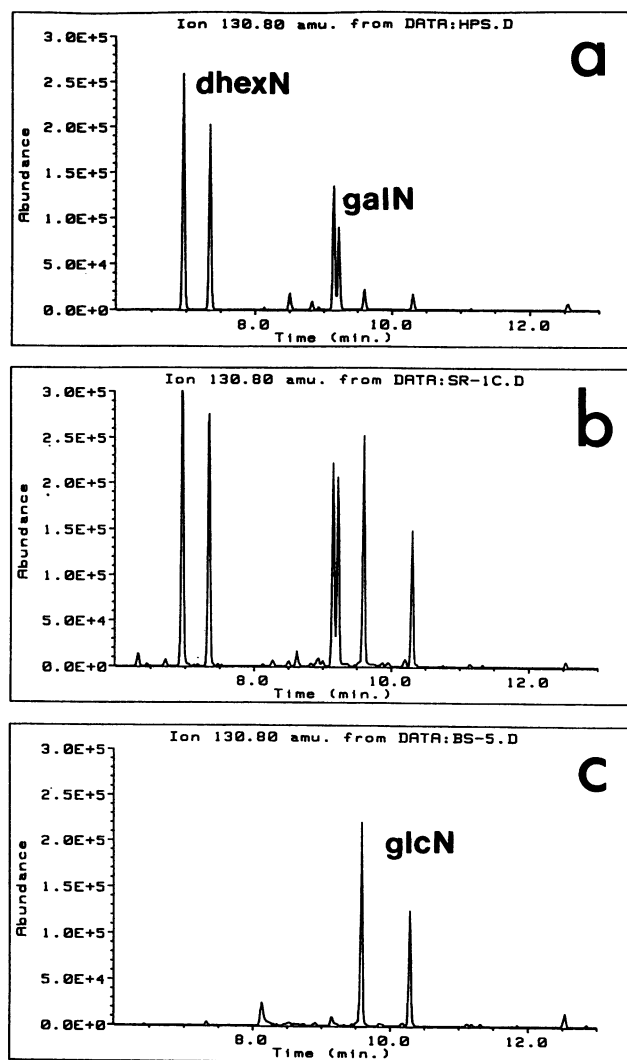 Ion 130.80 amu. from DATA:HPS.D
a
3.0E+5
2.5E+5
2.0E+5
1.5E+5
1.0E+5
5.0E+4
0.0E+0
Abundance
dhexN
galN
8.0 10.0 12.0
Time (min.)
Ion 130.80 amu. from DATA:SR-1C.D
b
3.0E+5
2.5E+5
2.0E+5
1.5E+5
1.0E+5
5.0E+4
0.0E+0
Abundance
8.0 10.0 12.0
Time (min.)
Ion 130.80 amu. from DATA:BS-5.D
c
3.0E+5
2.5E+5
2.0E+5
1.5E+5
1.0E+5
5.0E+4
0.0E+0
Abundance
glcN
8.0 10.0 12.0
Time (min.)